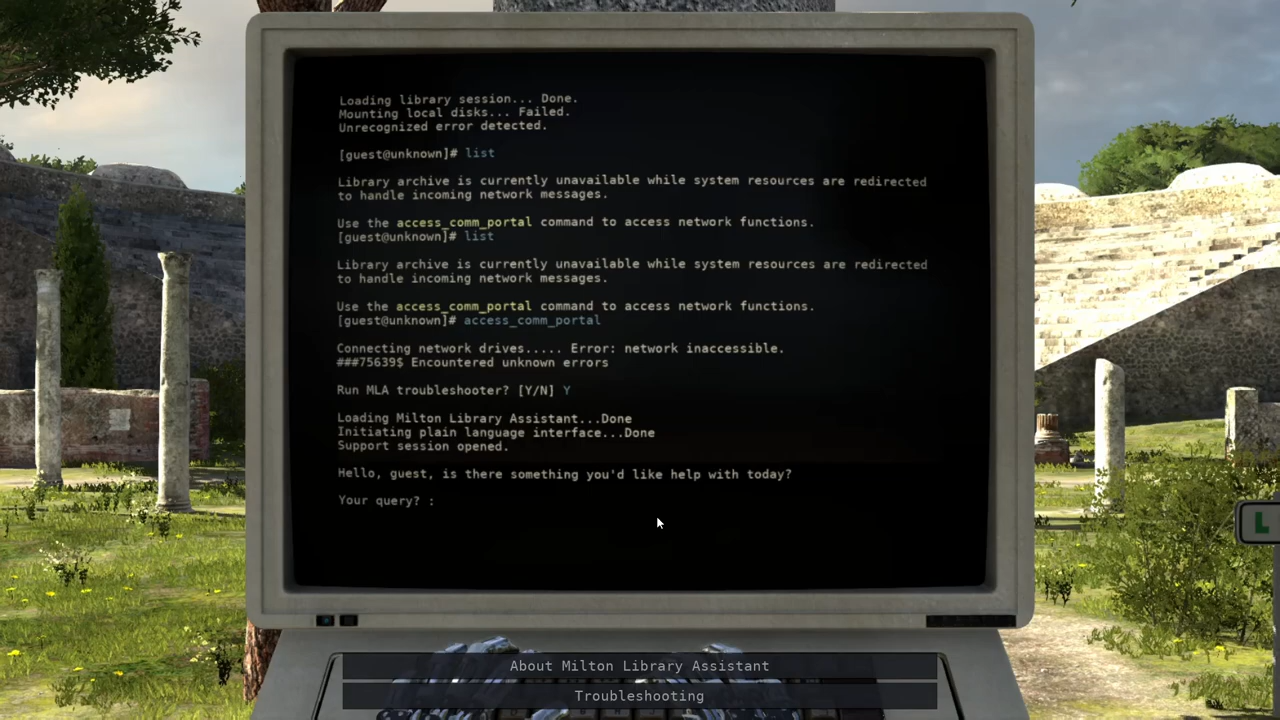 Loading library session... Done.
Mounting local disks... Failed.
Unrecognized error detected.
[guest@unknown]# list
Library archive is currently unavailable while system resources are redirected
to handle incoming network messages.
Use the access_comm_portal command to access network functions.
[guest@unknown]# list
Library archive is currently unavailable while system resources are redirected
to handle incoming network messages.
Use the access_comm_portal command to access network functions.
[guest@unknown]# access_comm_portal
Connecting network drives..... Error: network inaccessible.
###75639$ Encountered unknown errors
Run MLA troubleshooter? [Y/N] Y
Loading Milton Library Assistant...Done
Initiating plain language interface...Done
Support session opened.
Hello, guest, is there something you'd like help with today?
Your query? :
L
About Milton Library Assistant
Troubleshooting